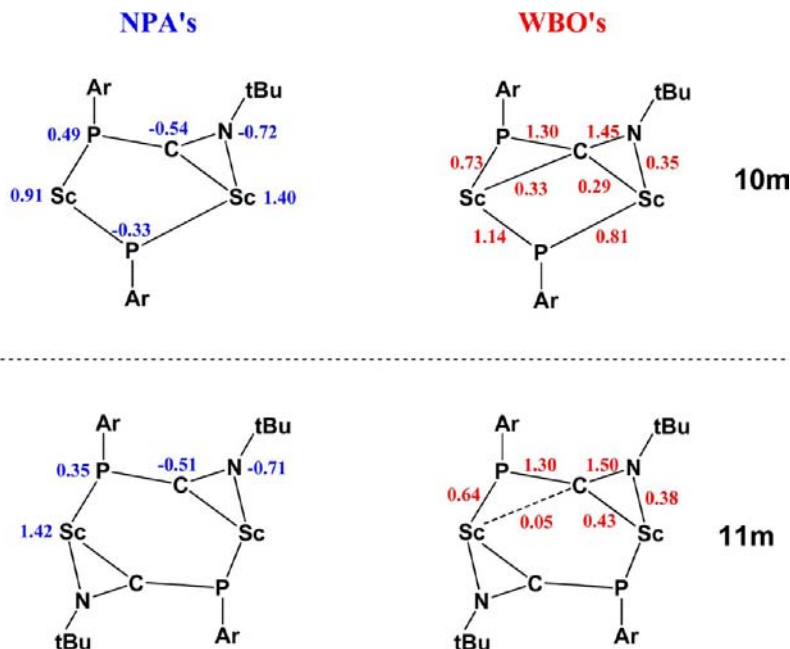 NPA's WBO's
Ar tBu Ar tBu
0.49 P -0.54 N -0.72 P 1.30 1.45 N
C C
0.73 0.35
0.91 Sc Sc 1.40 Sc 0.33 0.29 Sc 10m
-0.33 1.14 0.81
P P
Ar Ar
Ar tBu Ar tBu
0.35 P -0.51 N -0.71 P 1.30 1.50 N
C C
0.64 0.38
1.42 Sc Sc Sc 0.05 0.43 Sc 11m
C P C P
N N
tBu Ar tBu Ar